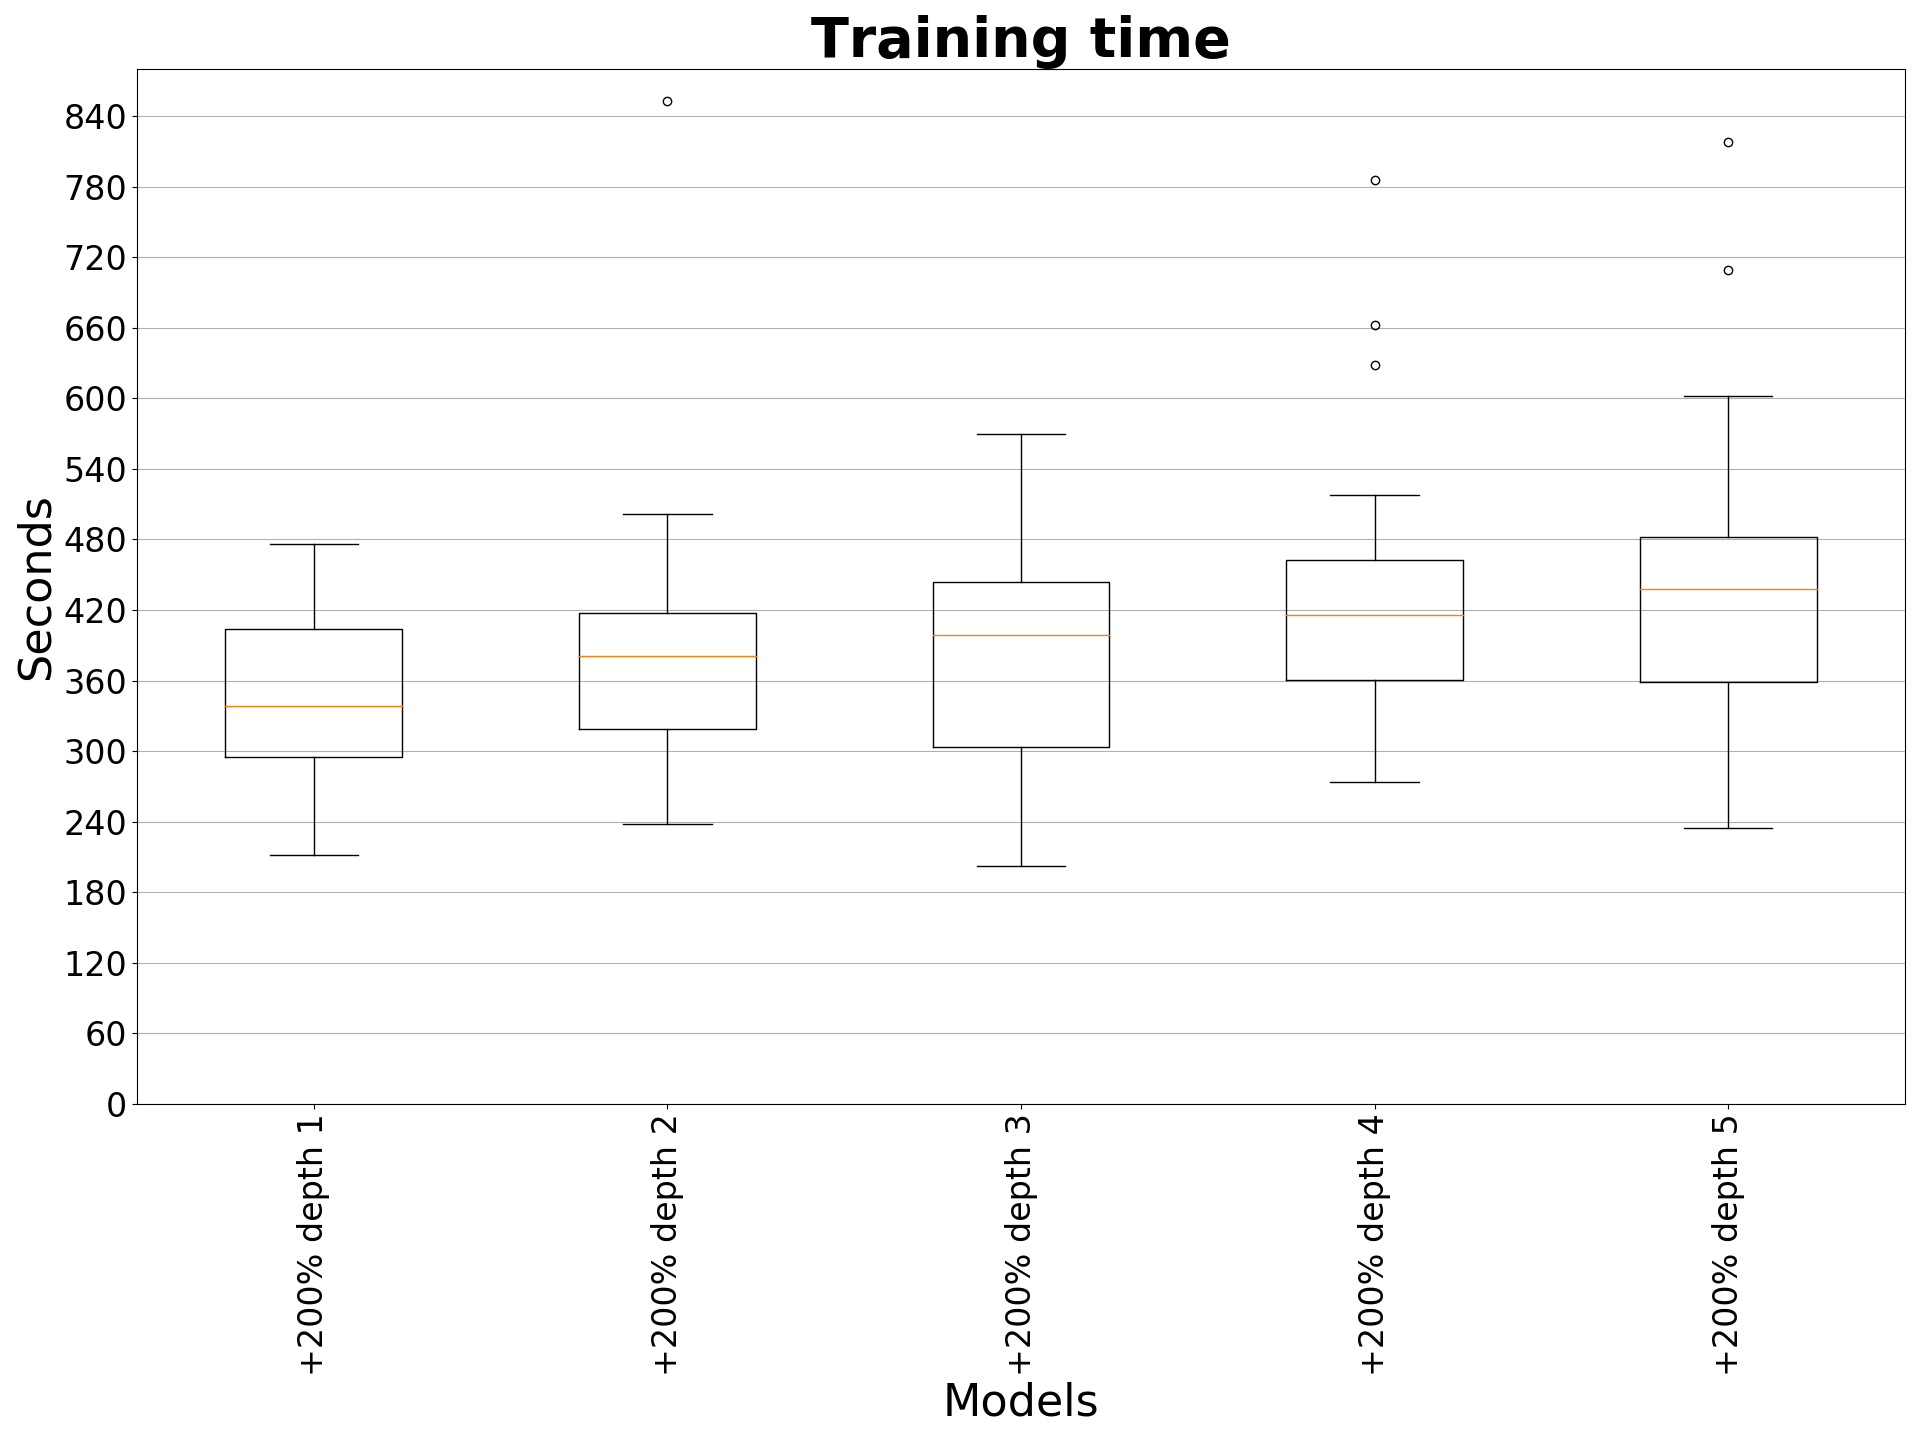 Training time
Seconds
840
780
720
660
600
540
480
420
360
300
240
180
120
60
0
+200% depth 1
+200% depth 2
+200% depth 3
+200% depth 4
+200% depth 5
Models